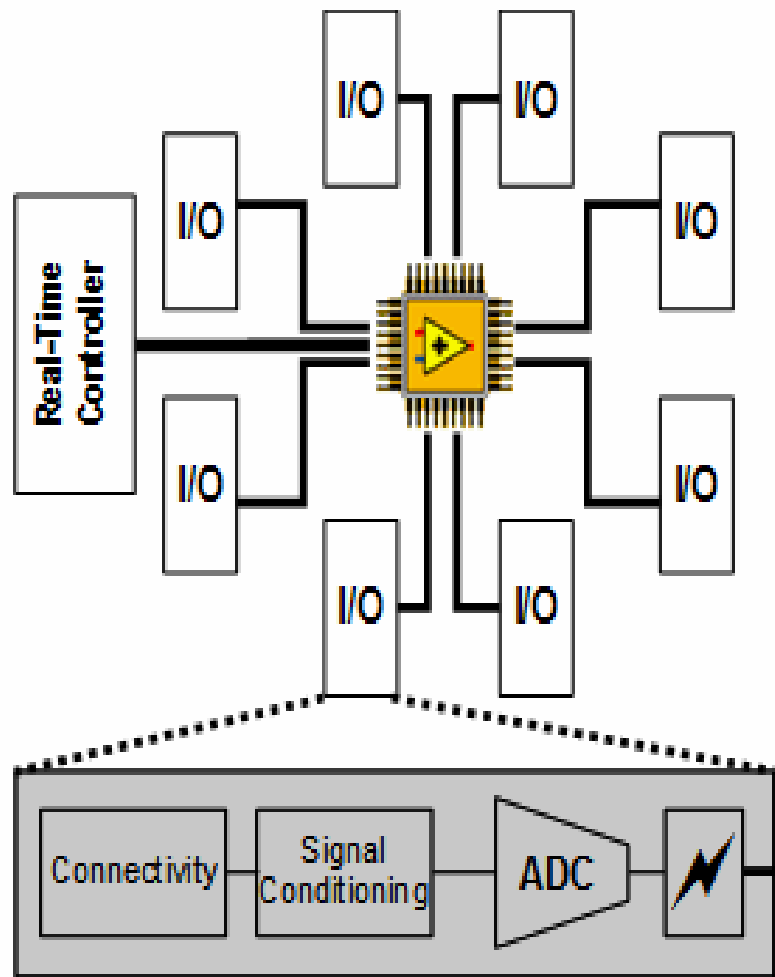 I/O
I/O
I/O
I/O
Real-Time
Controller
I/O
I/O
I/O
I/O
Connectivity
Signal
Conditioning
ADC